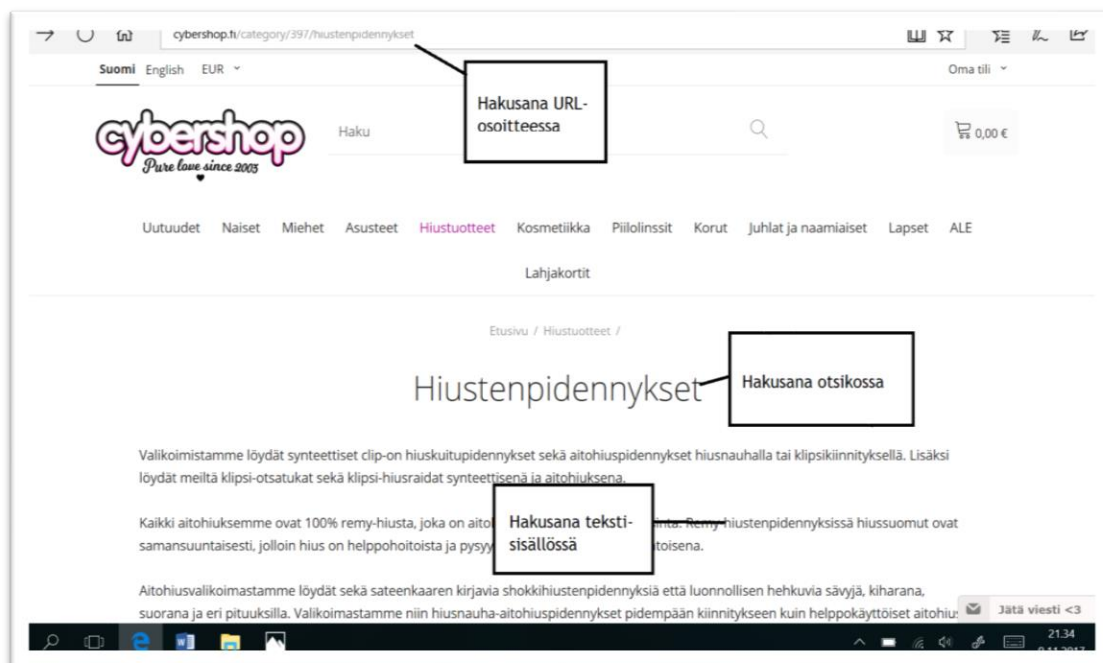 cybershop.fi/category/397/hiustenpidennykset
Suomi English EUR Oma tili
Hakusana URL-
osoitteessa
cybershop
Pure love since 2003
Haku
0,00 €
Uutuudet Naiset Miehet Asusteet Hiustuotteet Kosmetiikka Piilolinssit Korut Juhlat ja naamiaiset Lapset ALE
Lahjakortit
Etusivu / Hiustuotteet /
Hiustenpidennykset
Hakusana otsikossa
Valikoimistamme löydät synteettiset clip-on hiuskuitupidennykset sekä aitohiuspidennykset hiusnauhalla tai klipsikiinnityksellä. Lisäksi
löydät meiltä klipsi-otsatukat sekä klipsi-hiusraidat synteettisenä ja aitohiuksena.
Kaikki aitohiuksemme ovat 100% remy-hiusta, joka on Remy-hiustenpidennyksissä hiussuomut ovat
Hakusana teksti-
sisällössä
samansuuntaisesti, jolloin hius on helppohoitoista ja
Aitohiusvalikoimastamme löydät sekä sateenkaaren kirjavia shokkihiustenpidennyksiä että luonnollisen hehkuvia sävyjä, kiharana,
suorana ja eri pituuksilla. Valikoimastamme niin hiusnauha-aitohiuspidennykset pidempään kiinnitykseen kuin helppokäyttöiset
Jätä viesti <3
21.34